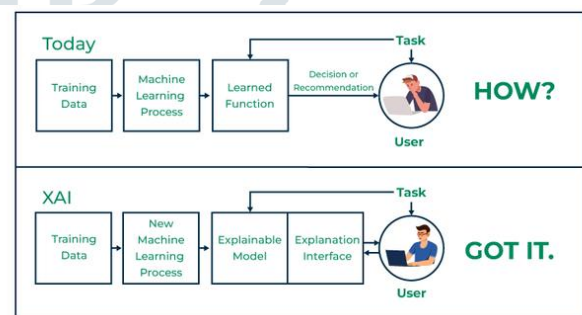 Today
Task
Training
Data
Machine
Learning
Process
Learned
Function
Decision or
Recommendation
User
HOW?
XAI
Task
Training
Data
New
Machine
Learning
Process
Explainable
Model
Explanation
Interface
User
GOT IT.